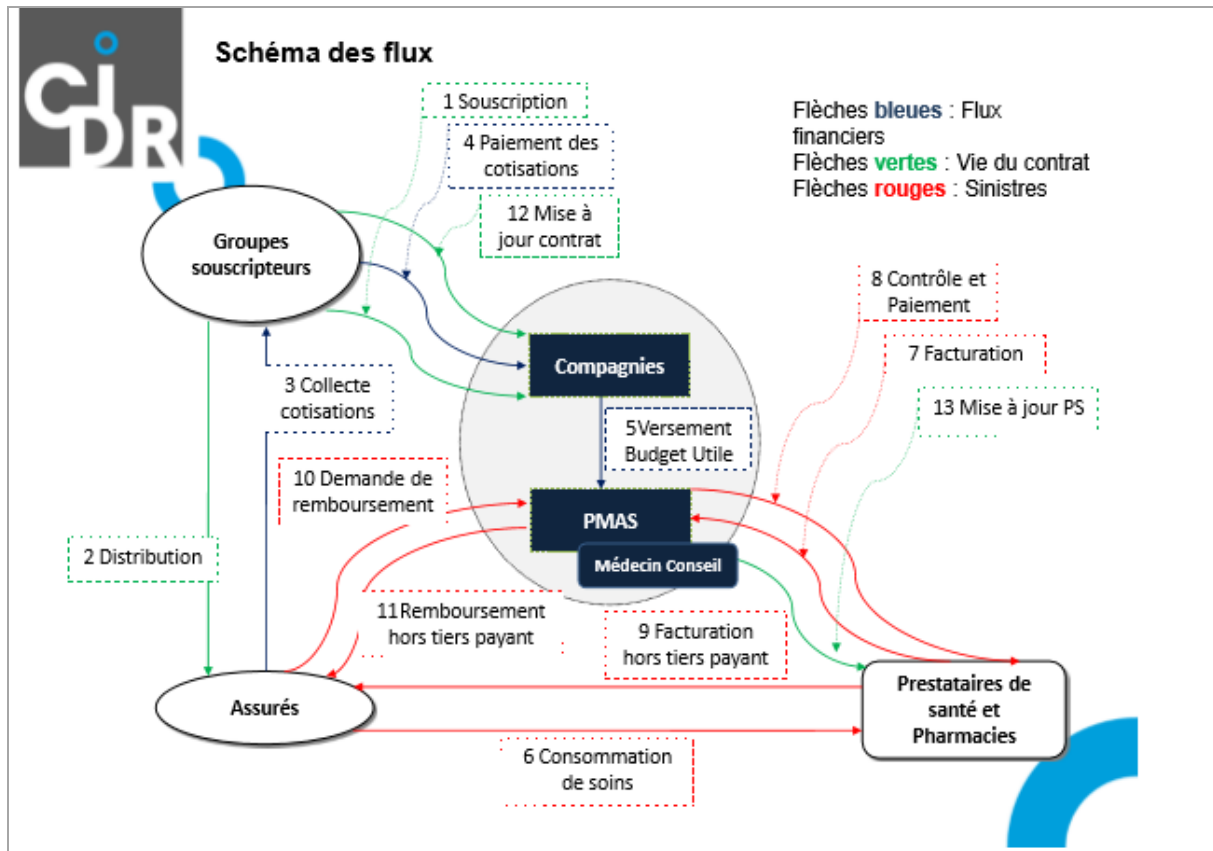 CIDR
Schéma des flux
1 Souscription
4 Paiement des
cotisations
12 Mise à
jour contrat
Flèches bleues : Flux
financiers
Flèches vertes : Vie du contrat
Flèches rouges : Sinistres
Groupes
souscripteurs
8 Contrôle et
Paiement
7 Facturation
13 Mise à jour PS
Compagnies
3 Collecte
cotisations
5Versement
Budget Utile
10 Demande de
remboursement
PMAS
Médecin Conseil
2 Distribution
11 Remboursement
hors tiers payant
9 Facturation
hors tiers payant
Assurés
Prestataires de
santé et
Pharmacies
6 Consommation
de soins